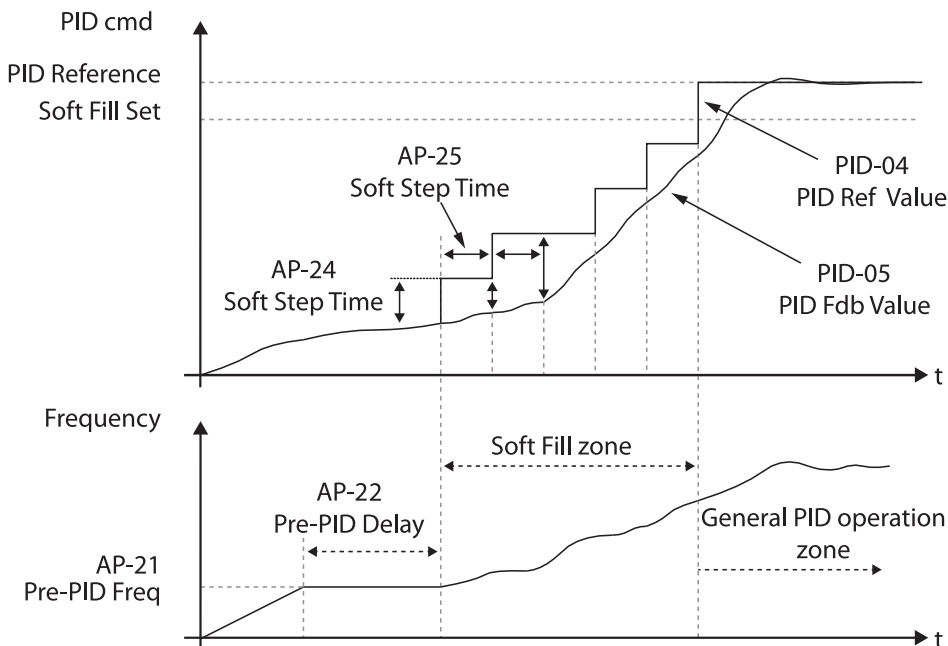 PID cmd
PID Reference
Soft Fill Set
AP-25
Soft Step Time
PID-04
PID Ref Value
AP-24
Soft Step Time
PID-05
PID Fdb Value
t
Frequency
Soft Fill zone
AP-22
Pre-PID Delay
General PID operation
zone
AP-21
Pre-PID Freq
t